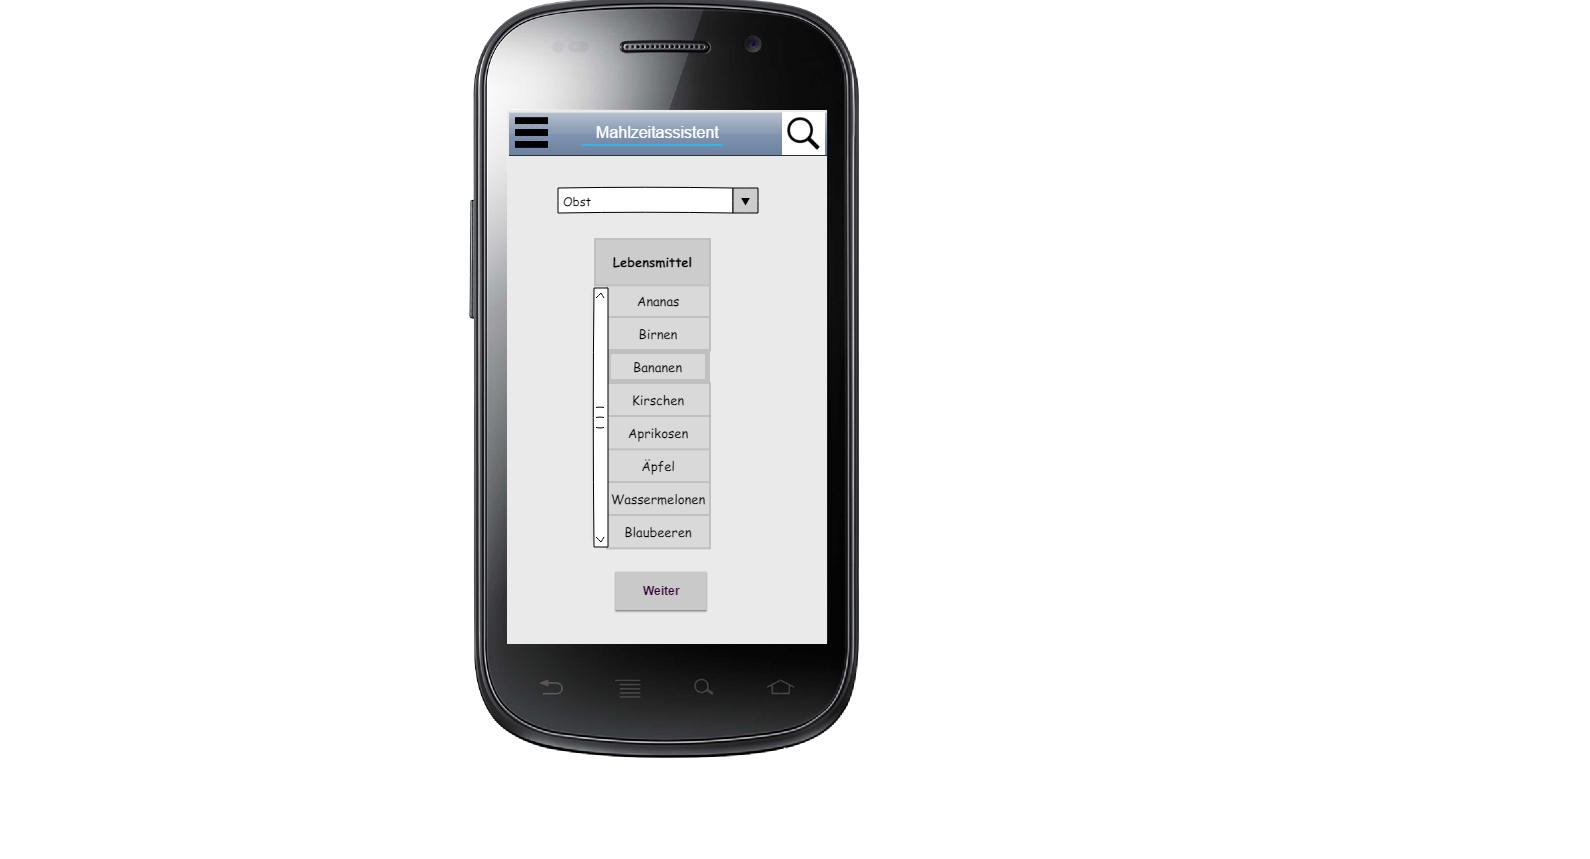 Mahlzeitassistent
Obst
Lebensmittel
Ananas
Birnen
Bananen
Kirschen
Aprikosen
Äpfel
Wassermelonen
Blaubeeren
Weiter